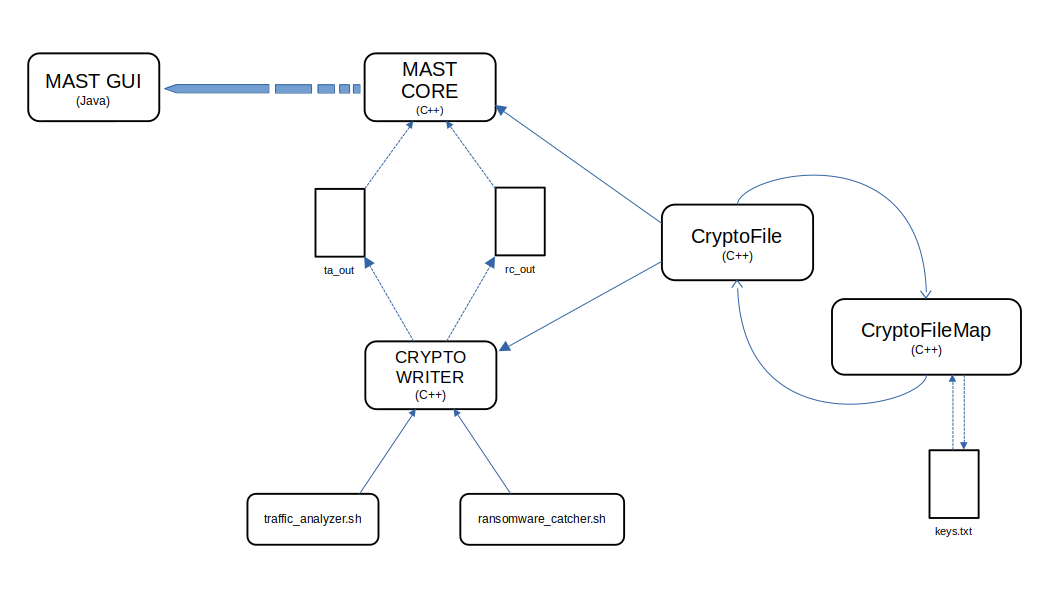 MAST GUI
(Java)
MAST
CORE
(C++)
ta_out
rc_out
CryptoFile
(C++)
CryptoFileMap
(C++)
CRYPTO
WRITER
(C++)
traffic_analyzer.sh
ransomware_catcher.sh
keys.txt